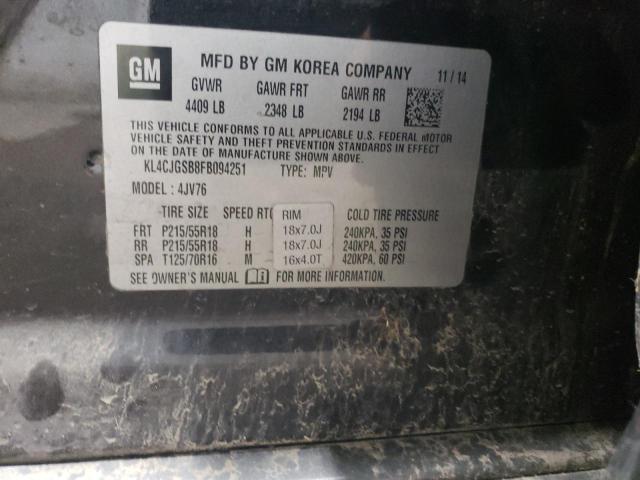 GM
MFD BY GM KOREA COMPANY 11/14
GVWR GAWR FRT GAWR RR
4409 LB 2348 LB 2194 LB
THIS VEHICLE CONFORMS TO ALL APPLICABLE U.S. FEDERAL MOTOR
VEHICLE SAFETY AND THEFT PREVENTION STANDARDS IN EFFECT
ON THE DATE OF MANUFACTURE SHOWN ABOVE.
KL4CJGSB8FB094251 TYPE: MPV
MODEL: 4JV76
TIRE SIZE SPEED RTG RIM COLD TIRE PRESSURE
FRT P215/55R18 H 18x7.0J 240KPA, 35 PSI
RR P215/55R18 H 18x7.0J 240KPA, 35 PSI
SPA T125/70R16 M 16x4.0T 420KPA, 60 PSI
SEE OWNER'S MANUAL FOR MORE INFORMATION.